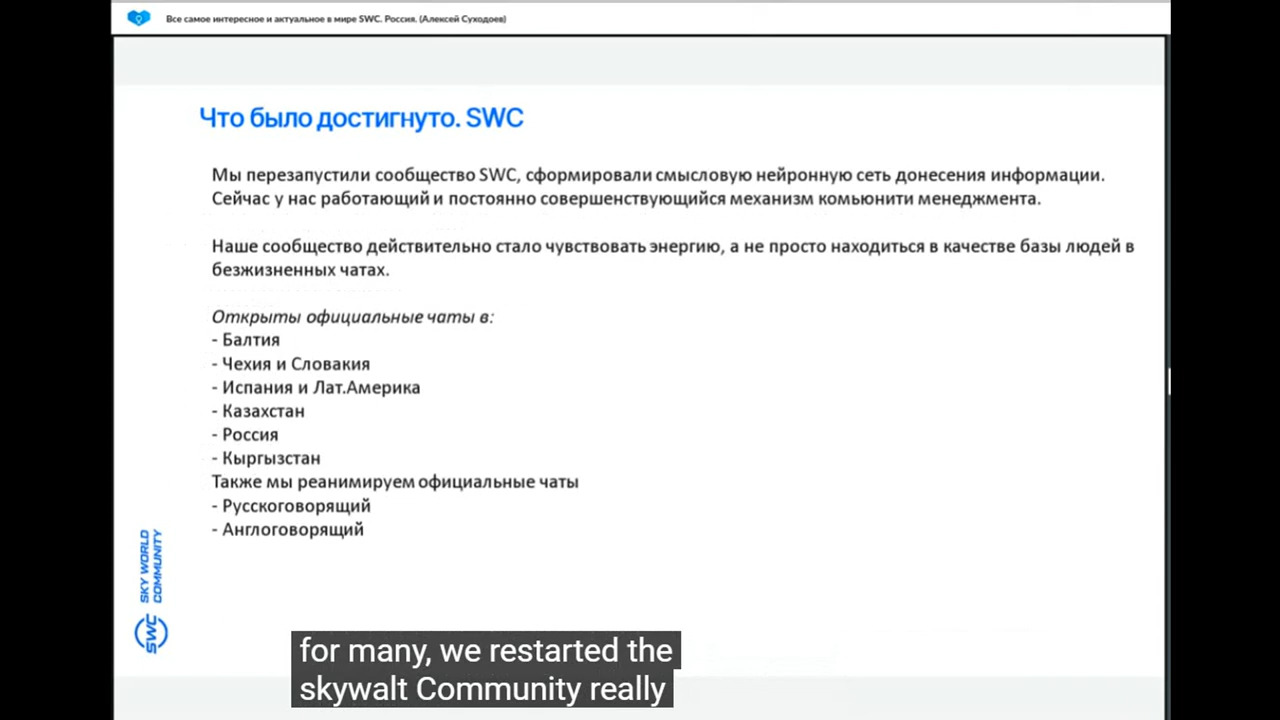 Все самое интересное и актуальное в мире SWC. Россия. (Алексей Суходоев)
Что было достигнуто. SWC
Мы перезапустили сообщество SWC, сформировали смысловую нейронную сеть донесения информации.
Сейчас у нас работающий и постоянно совершенствующийся механизм комьюнити менеджмента.
Наше сообщество действительно стало чувствовать энергию, а не просто находиться в качестве базы людей в
безжизненных чатах.
Открыты официальные чаты в:
- Балтия
- Чехия и Словакия
- Испания и Лат.Америка
- Казахстан
- Россия
- Кыргызстан
Также мы реанимируем официальные чаты
- Русскоговорящий
- Англоговорящий
SKY WORLD
COMMUNITY
SWC
for many, we restarted the
skywalt Community really